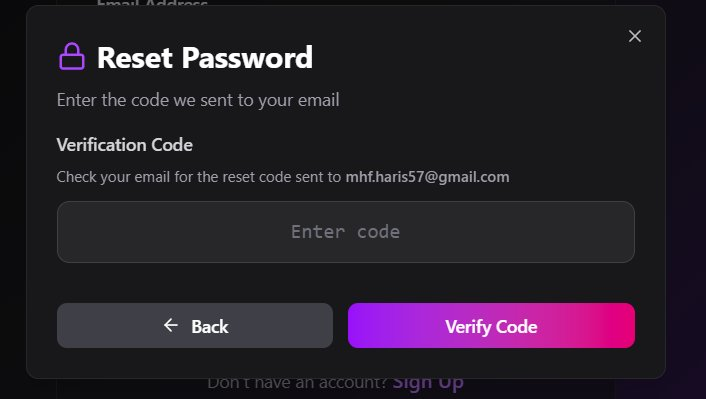 Email Address
Reset Password
Enter the code we sent to your email
Verification Code
Check your email for the reset code sent to mhf.haris57@gmail.com
Enter code
Back
Verify Code
Don't have an account? Sign Up